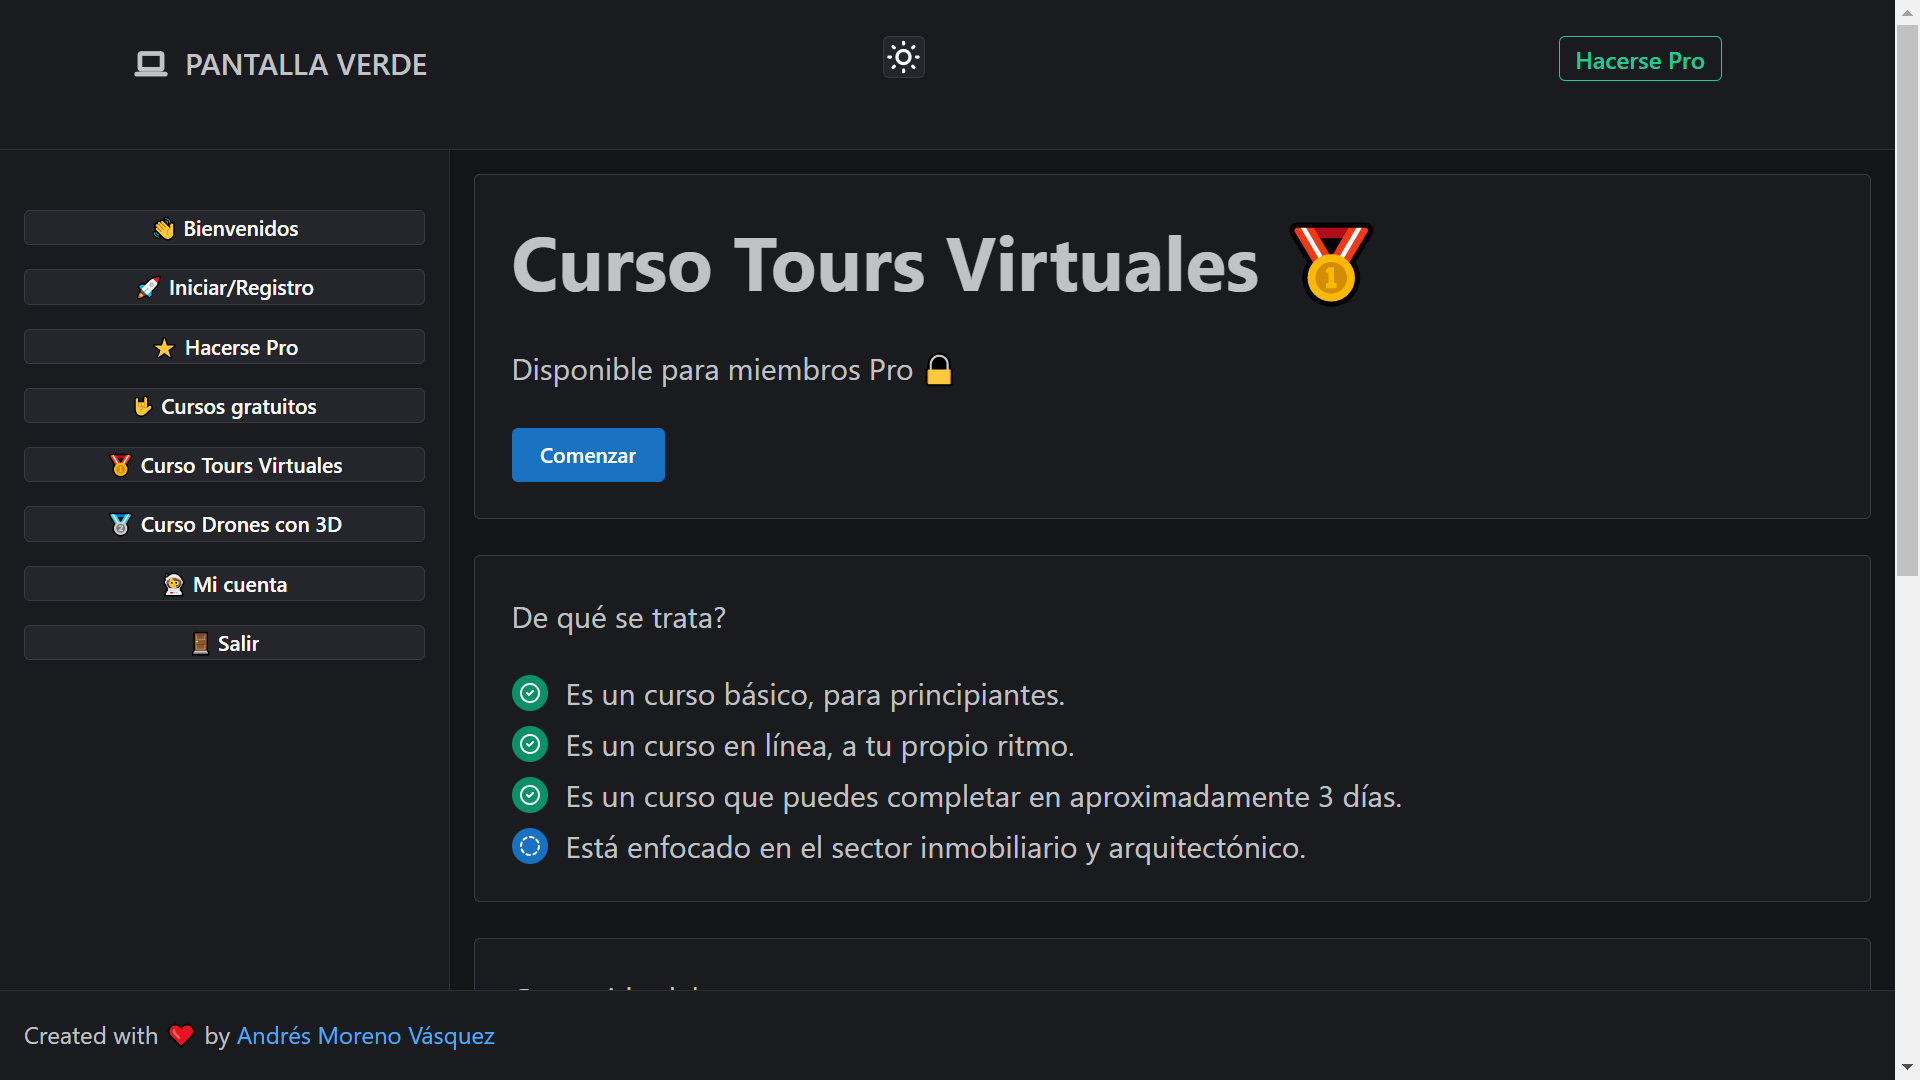 PANTALLA VERDE
Hacerse Pro
👋 Bienvenidos
🚀 Iniciar/Registro
⭐ Hacerse Pro
🤟 Cursos gratuitos
🥇 Curso Tours Virtuales
🥈 Curso Drones con 3D
🧑‍🚀 Mi cuenta
🚪 Salir
Curso Tours Virtuales 🥇
Disponible para miembros Pro 🔒
Comenzar
De qué se trata?
Es un curso básico, para principiantes.
Es un curso en línea, a tu propio ritmo.
Es un curso que puedes completar en aproximadamente 3 días.
Está enfocado en el sector inmobiliario y arquitectónico.
Created with ❤️ by Andrés Moreno Vásquez